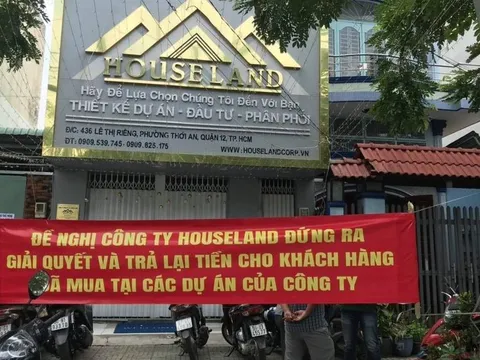 HOUSELAND
Hãy Để Lựa Chọn Chúng Tôi Đến Với Bạn
THIẾT KẾ DỰ ÁN - ĐẦU TƯ - PHÂN PHỐI
Đ/C: 436 LÊ THỊ RIÊNG, PHƯỜNG THỚI AN, QUẬN 12, TP.HCM
ĐT: 0909.539.745 - 0909.825.175
WWW.HOUSELANDCORP.VN
ĐỀ NGHỊ CÔNG TY HOUSELAND ĐỨNG RA
GIẢI QUYẾT VÀ TRẢ LẠI TIỀN CHO KHÁCH HÀNG
ĐÃ MUA TẠI CÁC DỰ ÁN CỦA CÔNG TY